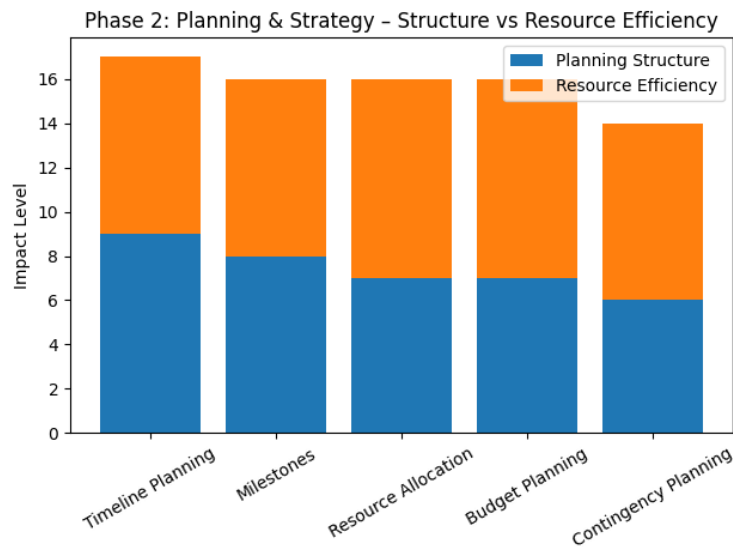 Phase 2: Planning & Strategy – Structure vs Resource Efficiency
Planning Structure
Resource Efficiency
Impact Level
16
14
12
10
8
6
4
2
0
Timeline Planning
Milestones
Resource Allocation
Budget Planning
Contingency Planning